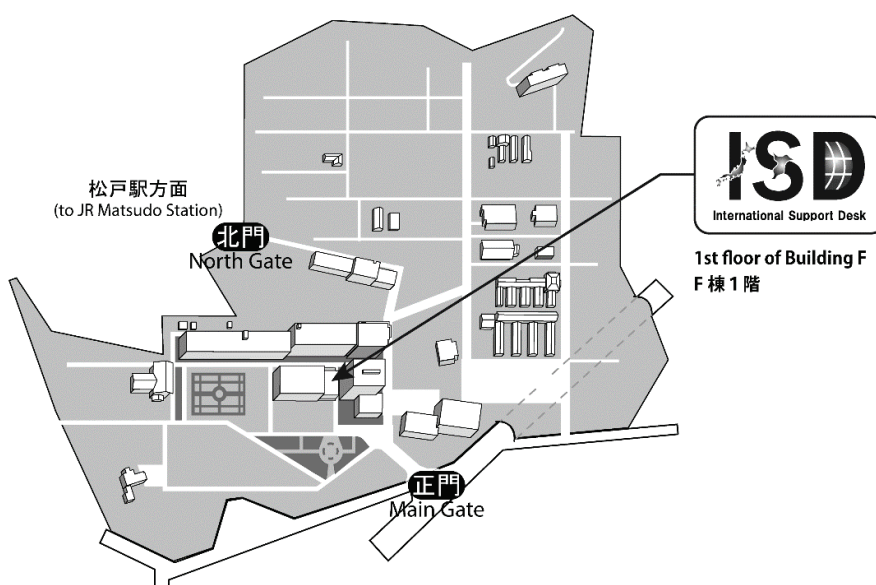 松戸駅方面
(to JR Matsudo Station)
北門
North Gate
ISD
International Support Desk
1st floor of Building F
F 棟 1 階
正門
Main Gate